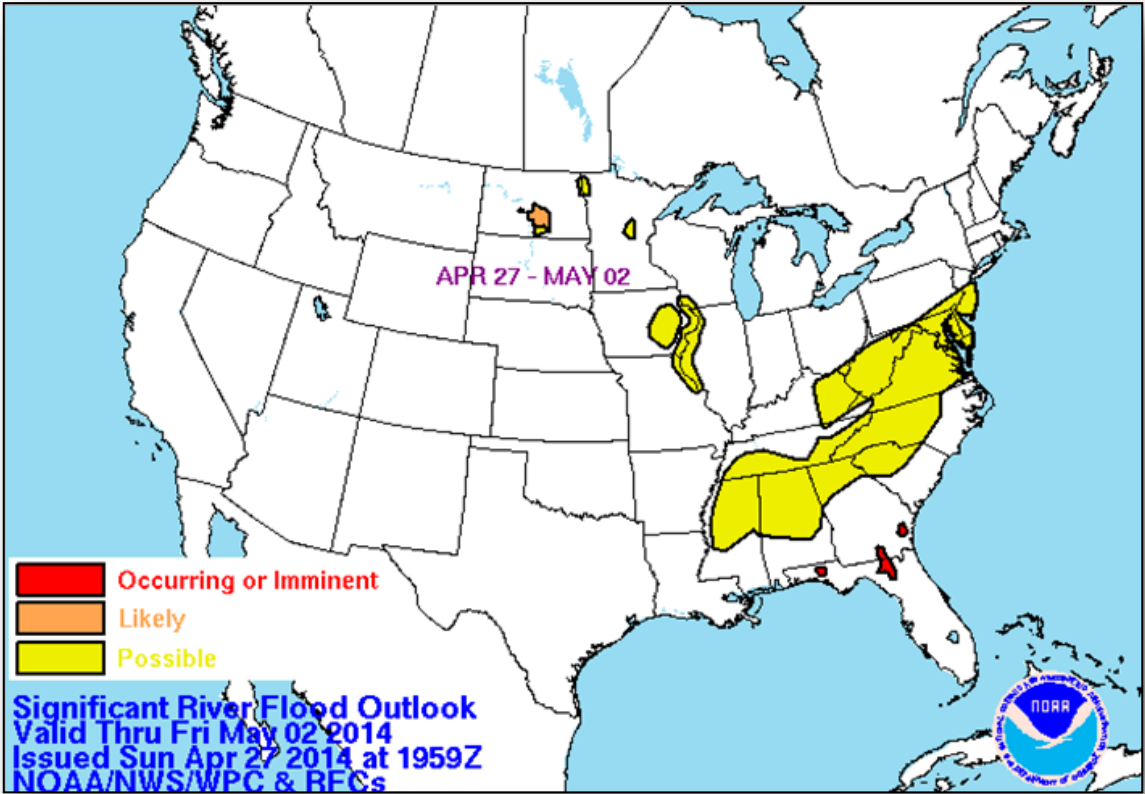 APR 27 - MAY 02
Occurring or Imminent
Likely
Possible
Significant River Flood Outlook
Valid Thru Fri May 02 2014
Issued Sun Apr 27 2014 at 1959Z
NOAA/NWS/WPC & RFCs
NOAA